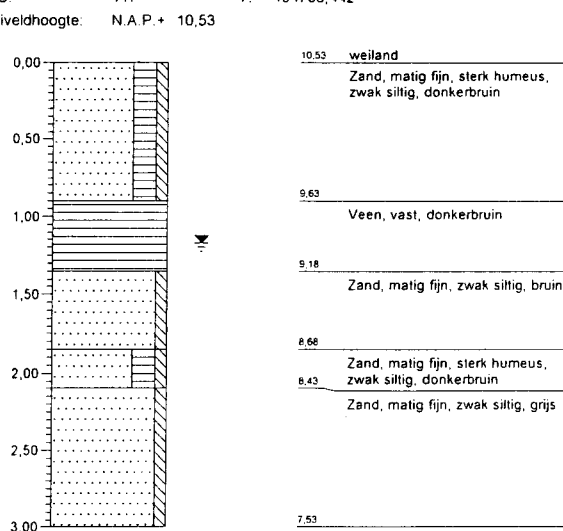 iveldhoogte: N.A.P.+ 10,53
0,00
0,50
1,00
1,50
2,00
2,50
3,00
10,53 weiland
Zand, matig fijn, sterk humeus,
zwak siltig, donkerbruin
9,63
Veen, vast, donkerbruin
9,18
Zand, matig fijn, zwak siltig, bruin
8,68
Zand, matig fijn, sterk humeus,
8,43 zwak siltig, donkerbruin
Zand, matig fijn, zwak siltig, grijs
7,53